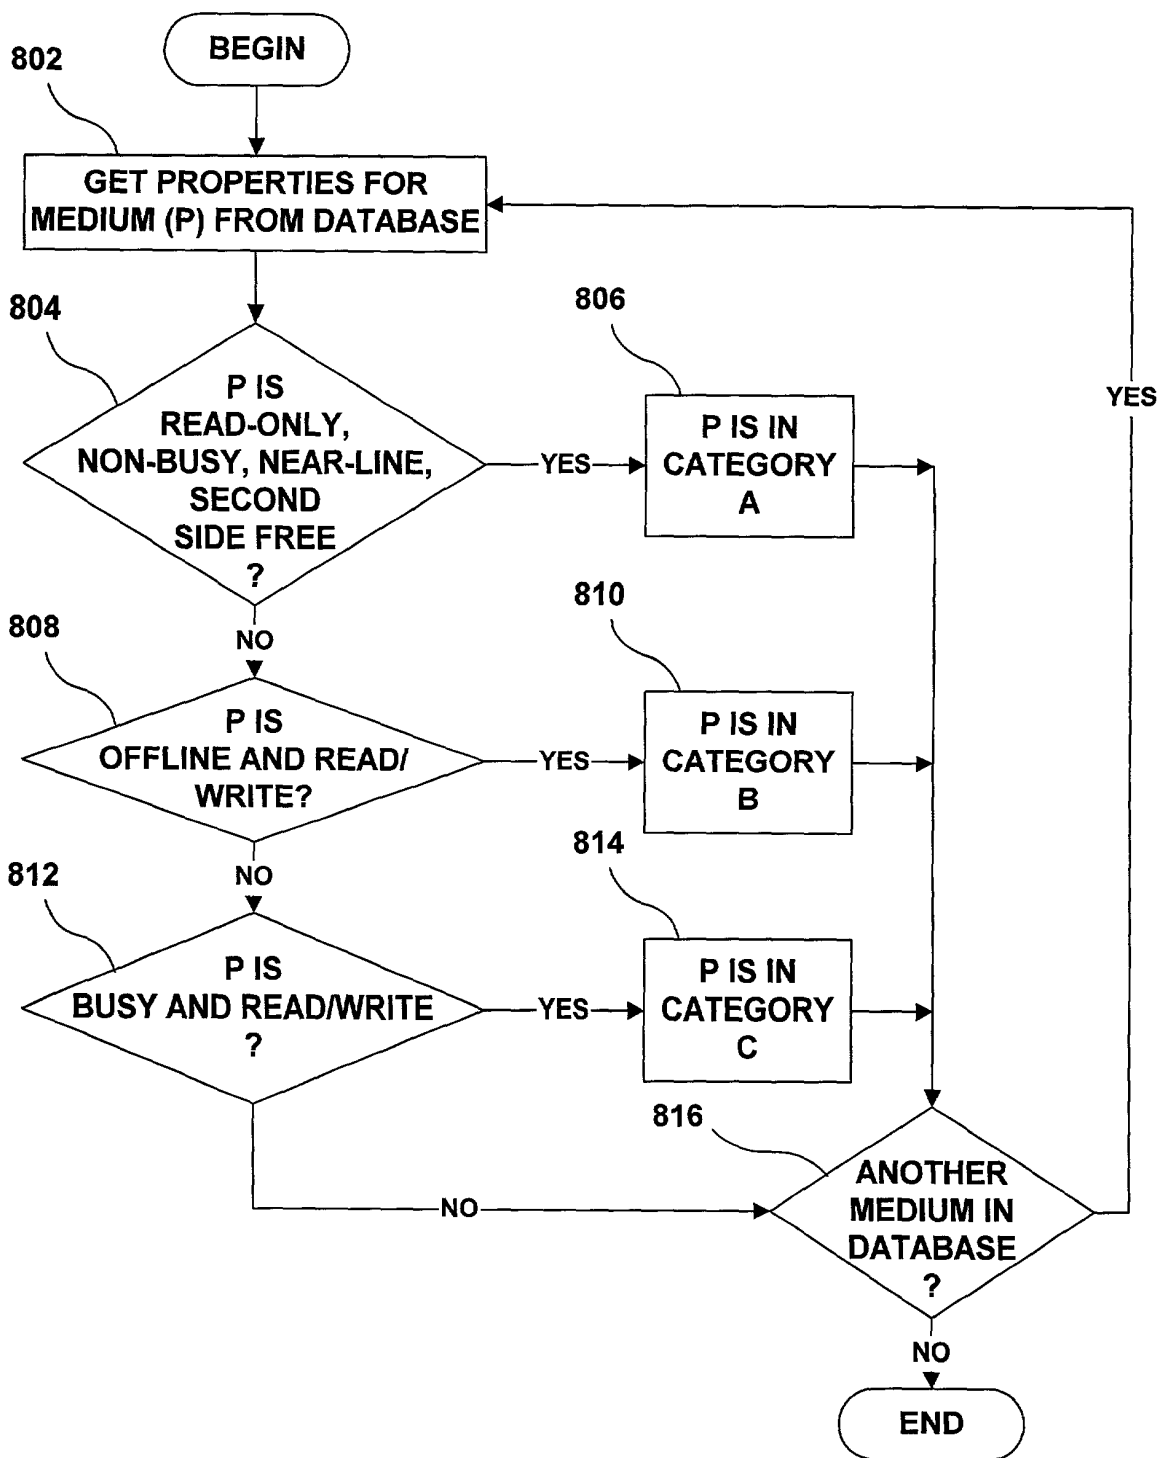 BEGIN
802
GET PROPERTIES FOR
MEDIUM (P) FROM DATABASE
804
P IS
READ-ONLY,
NON-BUSY, NEAR-LINE,
SECOND
SIDE FREE
?
YES
806
P IS IN
CATEGORY
A
YES
NO
808
P IS
OFFLINE AND READ/
WRITE?
YES
810
P IS IN
CATEGORY
B
NO
812
P IS
BUSY AND READ/WRITE
?
YES
814
P IS IN
CATEGORY
C
NO
816
ANOTHER
MEDIUM IN
DATABASE
?
NO
END